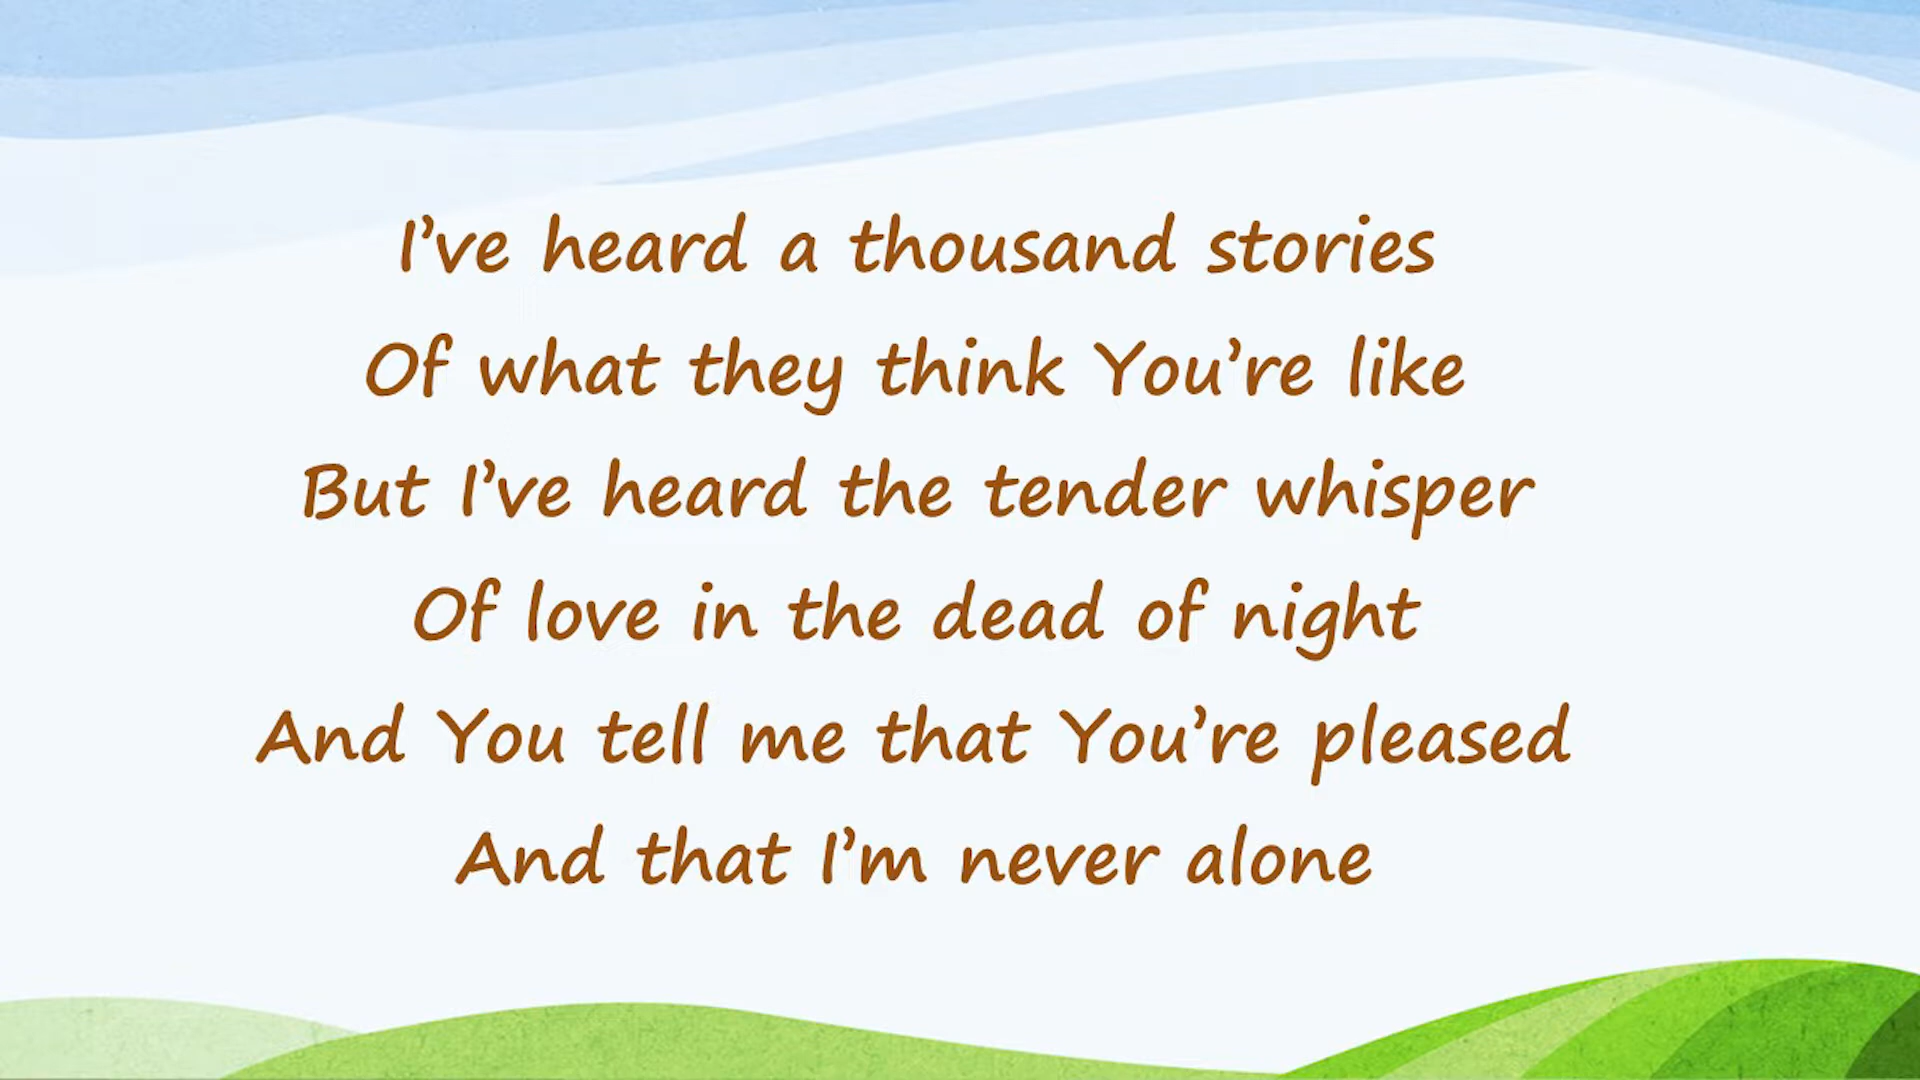 I’ve heard a thousand stories
Of what they think You’re like
But I’ve heard the tender whisper
Of love in the dead of night
And You tell me that You’re pleased
And that I’m never alone